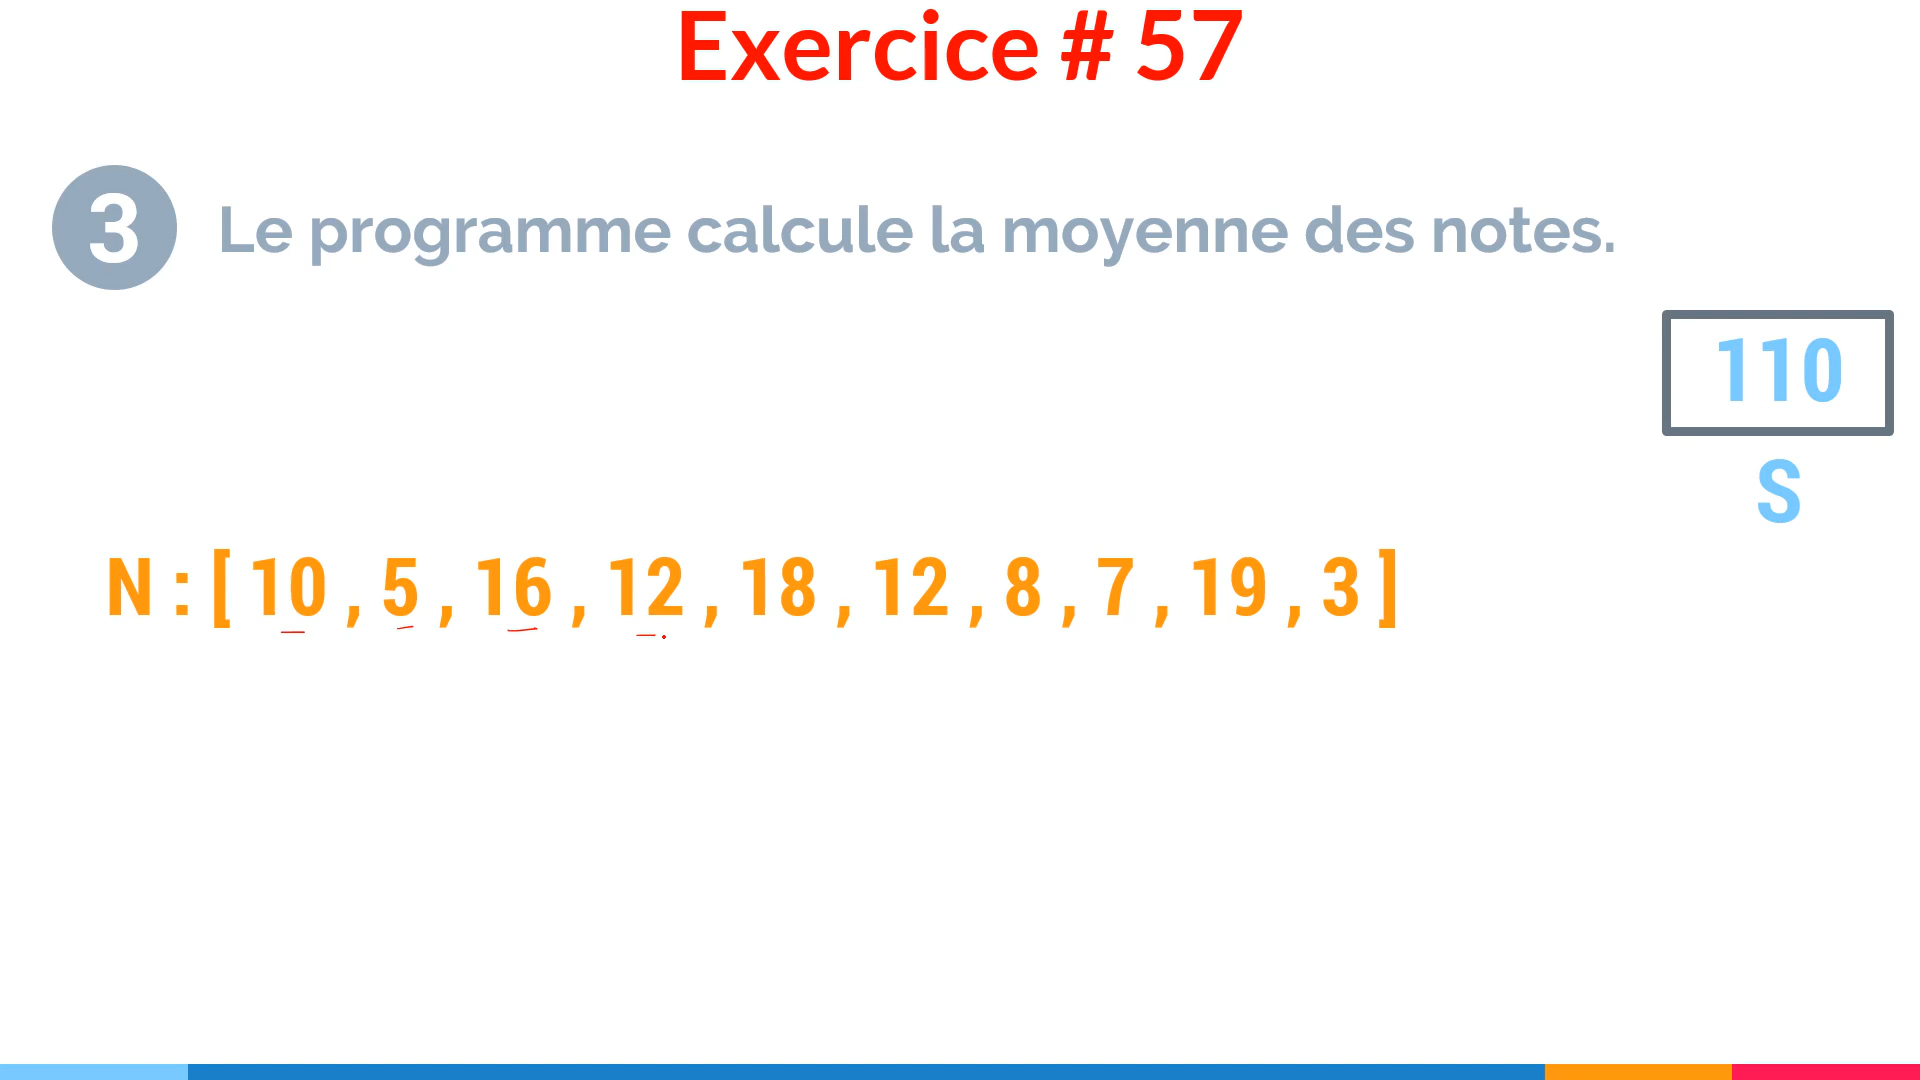 Exercice # 57
3 Le programme calcule la moyenne des notes.
110
S
N : [ 10 , 5 , 16 , 12 , 18 , 12 , 8 , 7 , 19 , 3 ]